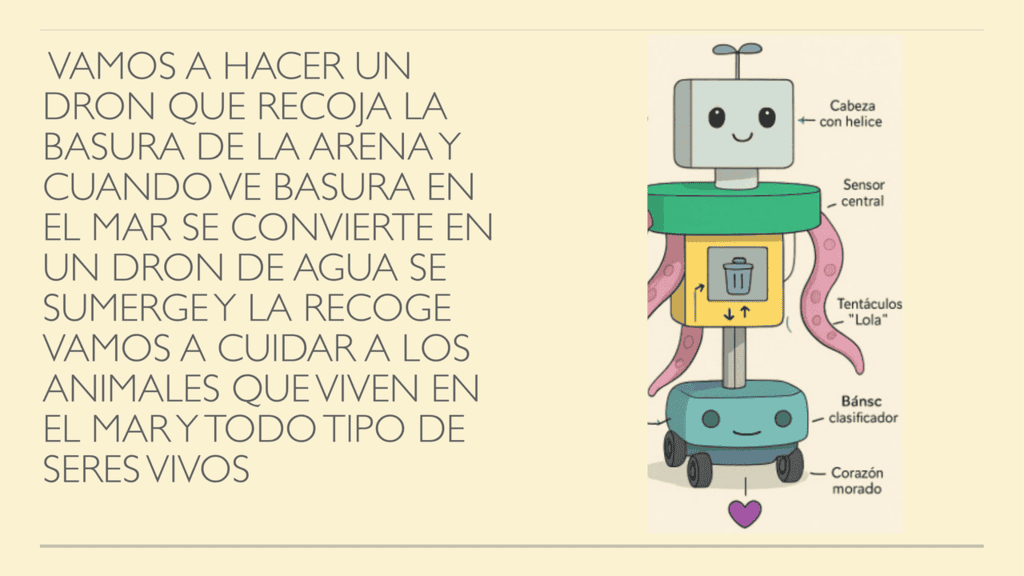 VAMOS A HACER UN
DRON QUE RECOJA LA
BASURA DE LA ARENA Y
CUANDO VE BASURA EN
EL MAR SE CONVIERTE EN
UN DRON DE AGUA SE
SUMERGE Y LA RECOGE
VAMOS A CUIDAR A LOS
ANIMALES QUE VIVEN EN
EL MAR Y TODO TIPO DE
SERES VIVOS
Cabeza
con helice
Sensor
central
Tentáculos
"Lola"
Bánsc
clasificador
Corazón
morado